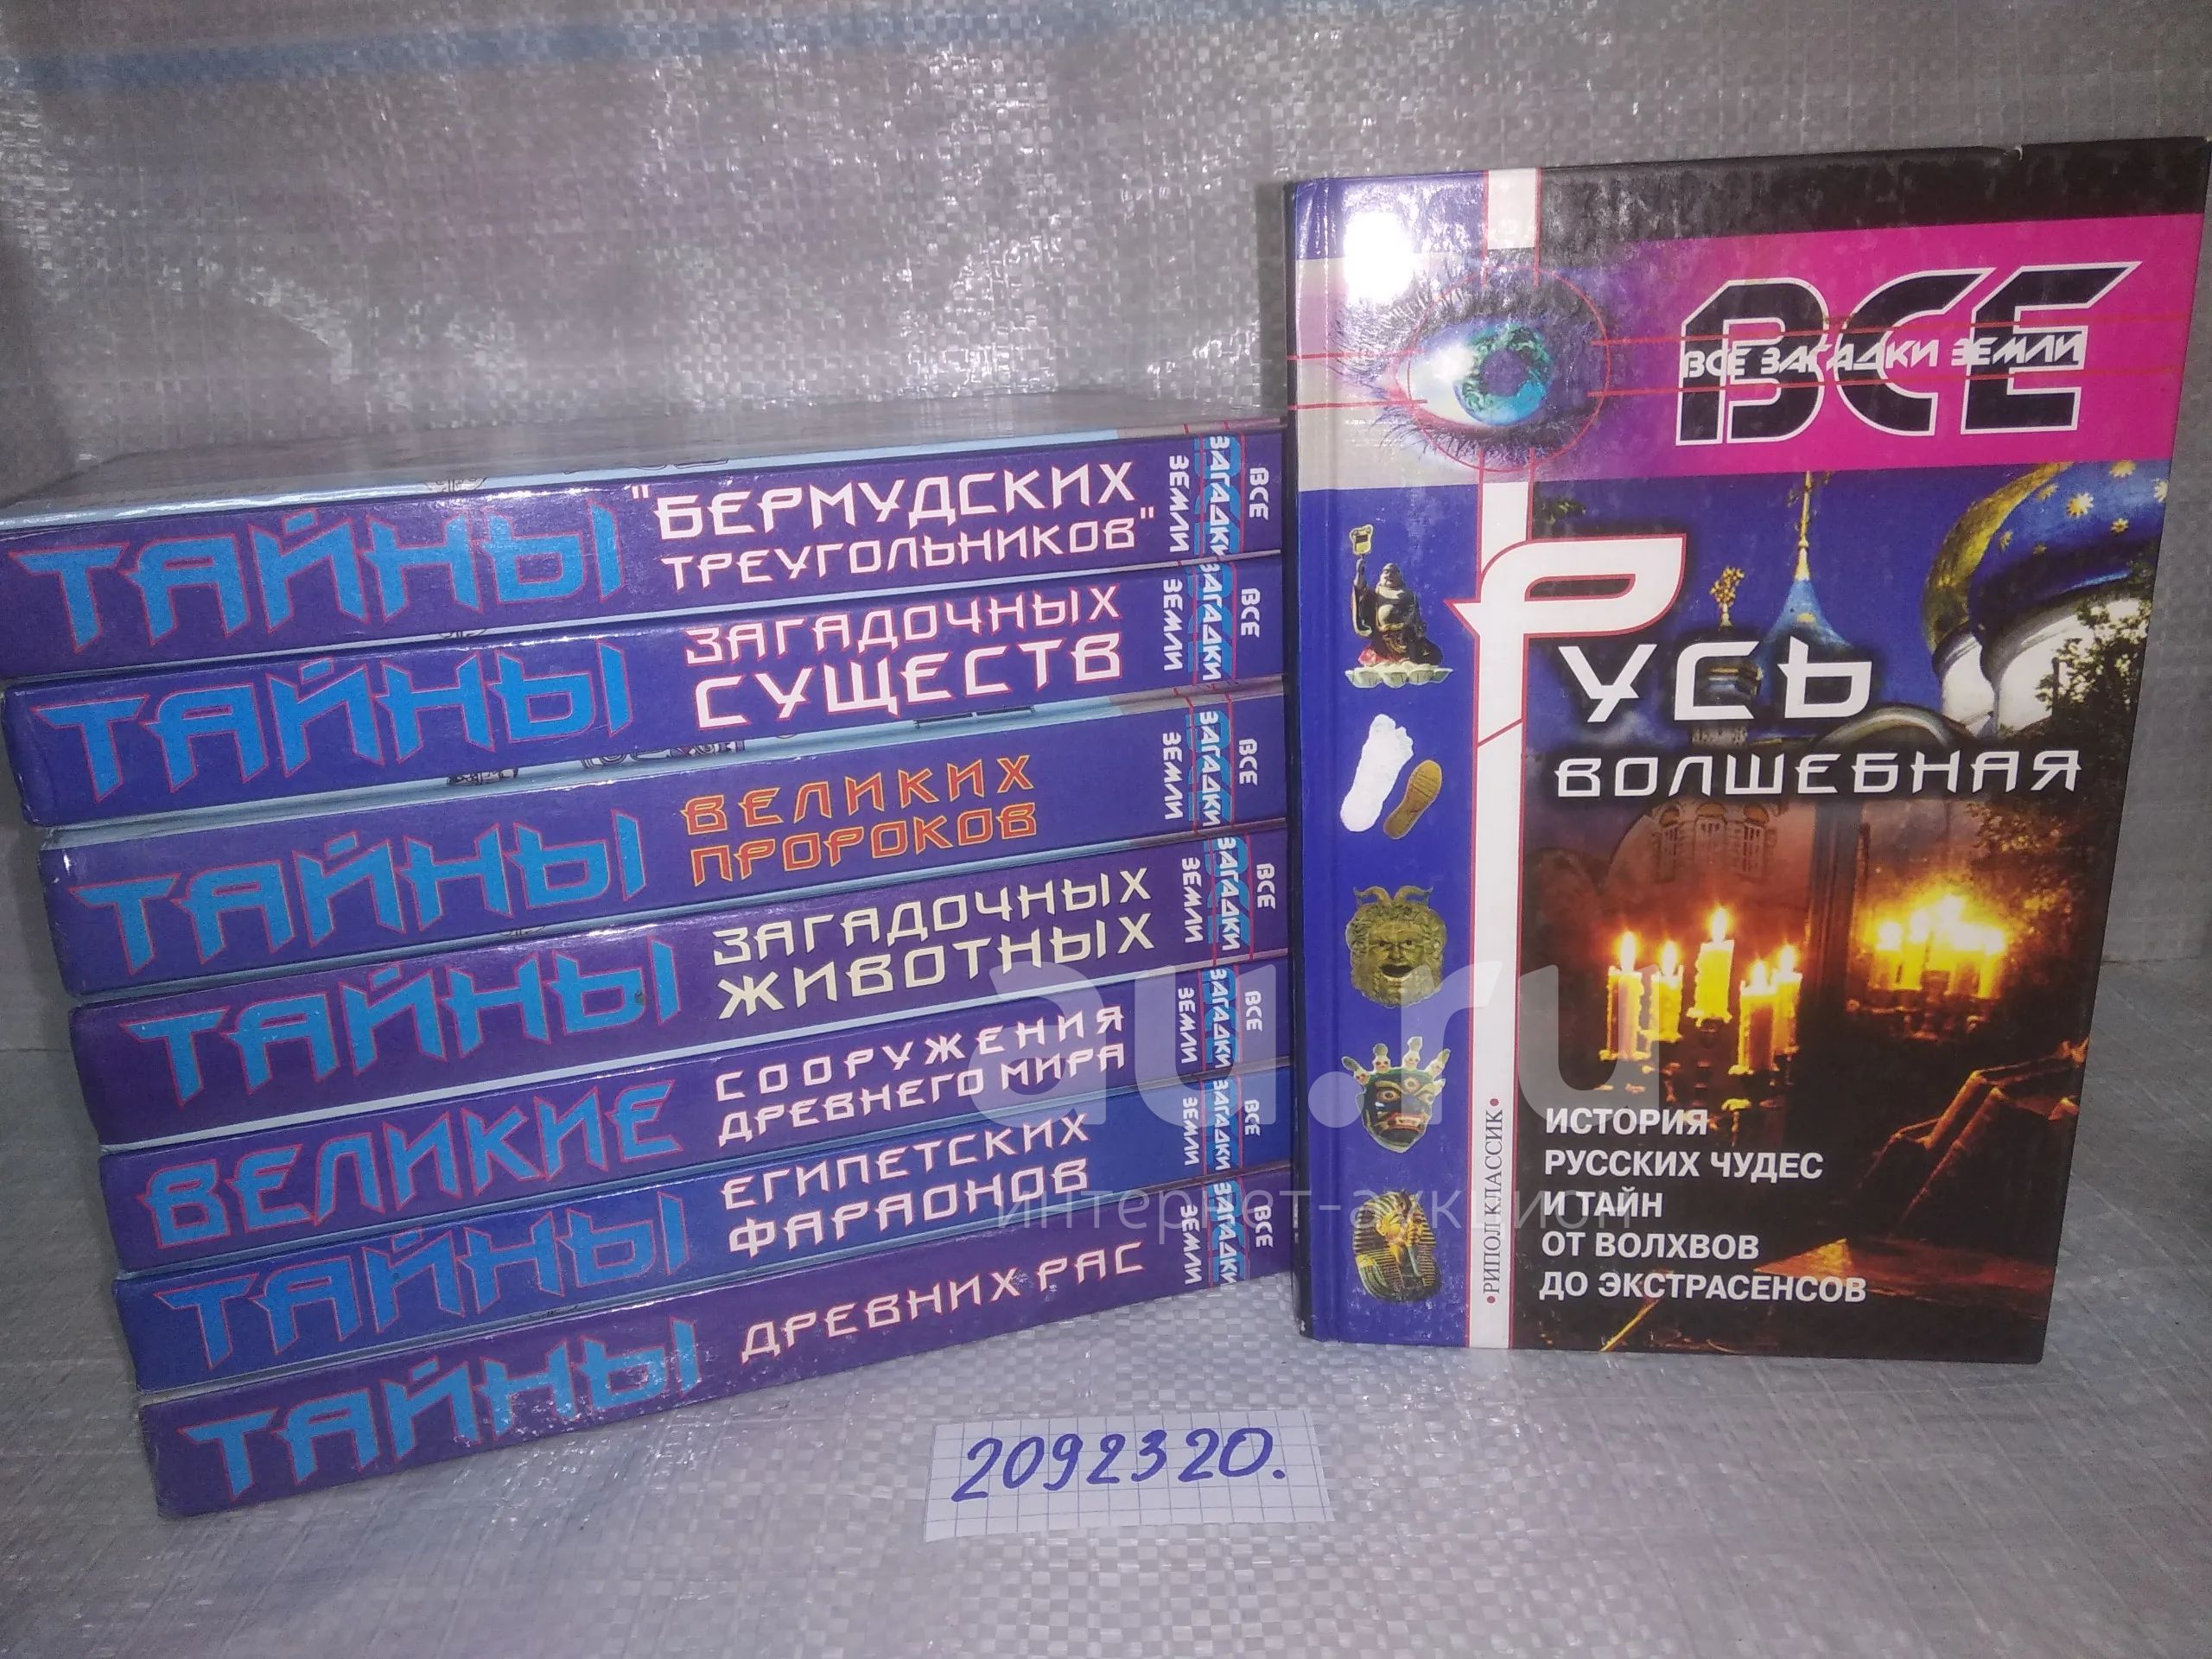 ТАЙНЫ "БЕРМУДСКИХ ТРЕУГОЛЬНИКОВ" ВСЕ ЗАГАДКИ ЗЕМЛИ
ТАЙНЫ ЗАГАДОЧНЫХ СУЩЕСТВ ВСЕ ЗАГАДКИ ЗЕМЛИ
ТАЙНЫ ВЕЛИКИХ ПРОРОКОВ ВСЕ ЗАГАДКИ ЗЕМЛИ
ТАЙНЫ ЗАГАДОЧНЫХ ЖИВОТНЫХ ВСЕ ЗАГАДКИ ЗЕМЛИ
ВЕЛИКИЕ СООРУЖЕНИЯ ДРЕВНЕГО МИРА ВСЕ ЗАГАДКИ ЗЕМЛИ
ТАЙНЫ ЕГИПЕТСКИХ ФАРАОНОВ ВСЕ ЗАГАДКИ ЗЕМЛИ
ТАЙНЫ ДРЕВНИХ РАС ВСЕ ЗАГАДКИ ЗЕМЛИ
ВСЕ
ВСЕ ЗАГАДКИ ЗЕМЛИ
РУСЬ
ВОЛШЕБНАЯ
ИСТОРИЯ
РУССКИХ ЧУДЕС
И ТАЙН
ОТ ВОЛХВОВ
ДО ЭКСТРАСЕНСОВ
•РИПОЛ КЛАССИК•
2092320.
au.ru
интернет-аукцион